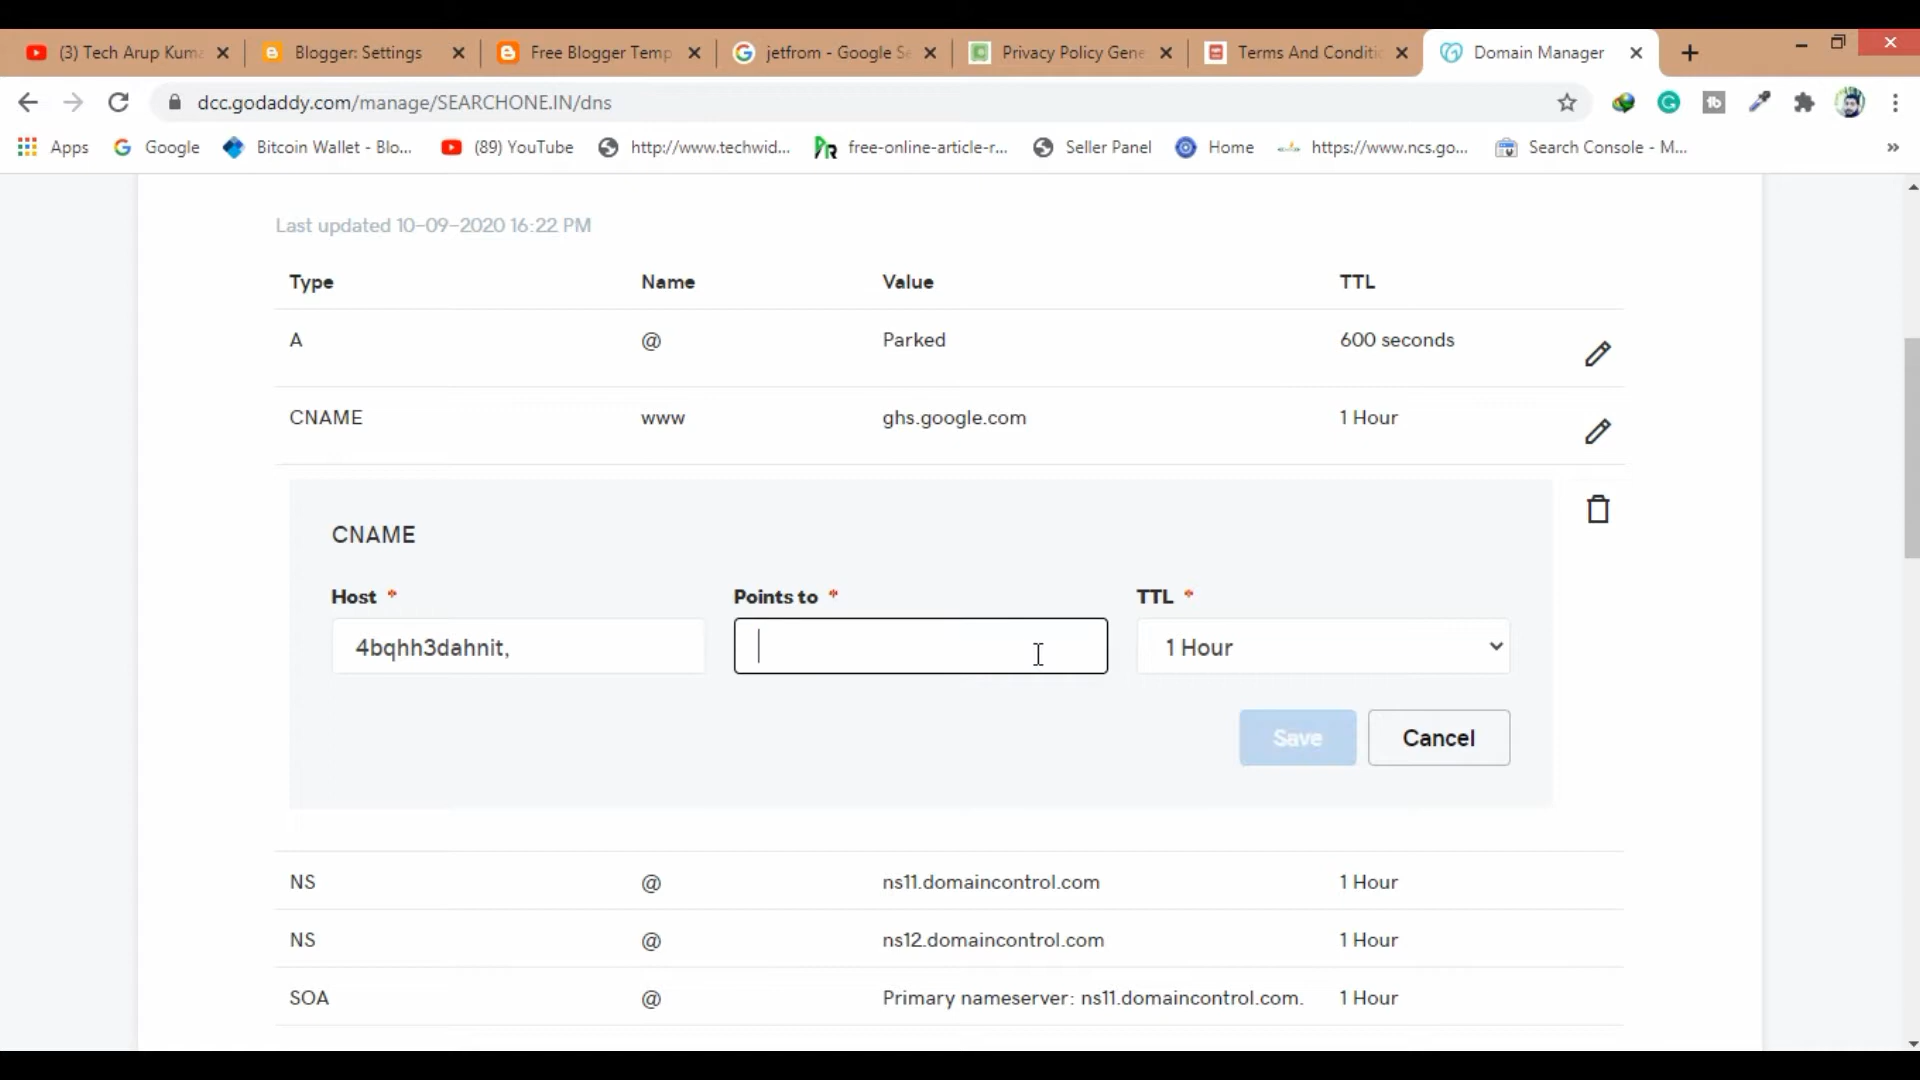 (3) Tech Arup Kuma
Blogger: Settings
Free Blogger Temp
jetfrom - Google Se
Privacy Policy Gene
Terms And Conditio
Domain Manager
dcc.godaddy.com/manage/SEARCHONE.IN/dns
Apps
Google
Bitcoin Wallet - Blo...
(89) YouTube
http://www.techwid...
free-online-article-r...
Seller Panel
Home
https://www.ncs.go...
Search Console - M...
Last updated 10-09-2020 16:22 PM
Type Name Value TTL
A @ Parked 600 seconds
CNAME www ghs.google.com 1 Hour
CNAME
Host * Points to * TTL *
4bqhh3dahnit, 1 Hour
Save Cancel
NS @ ns11.domaincontrol.com 1 Hour
NS @ ns12.domaincontrol.com 1 Hour
SOA @ Primary nameserver: ns11.domaincontrol.com. 1 Hour